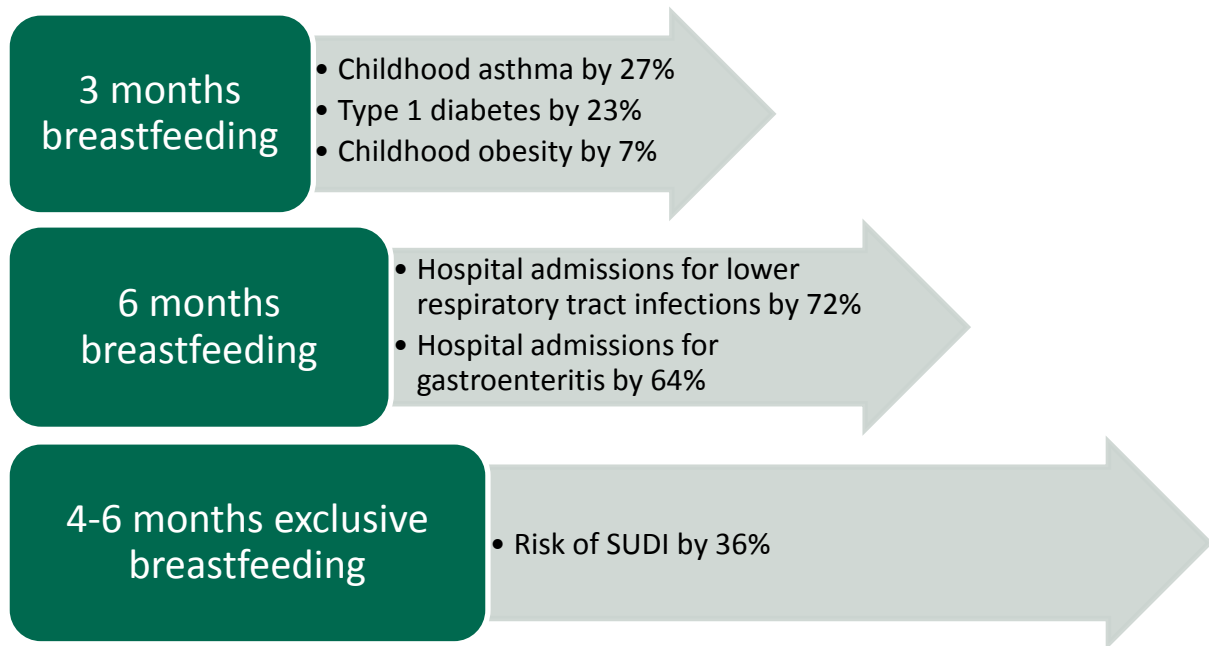 3 months
breastfeeding
• Childhood asthma by 27%
• Type 1 diabetes by 23%
• Childhood obesity by 7%
6 months
breastfeeding
• Hospital admissions for lower
respiratory tract infections by 72%
• Hospital admissions for
gastroenteritis by 64%
4-6 months exclusive
breastfeeding
• Risk of SUDI by 36%